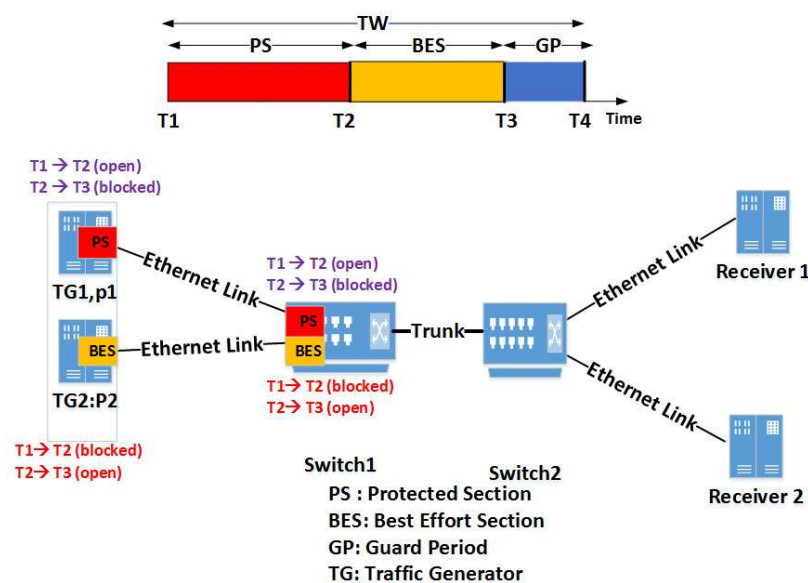 TW
PS BES GP
T1 T2 T3 T4 Time
T1 → T2 (open)
T2 → T3 (blocked)
PS
TG1,p1
Ethernet Link
BES
TG2:P2
Ethernet Link
T1→ T2 (blocked)
T2→ T3 (open)
T1 → T2 (open)
T2 → T3 (blocked)
PS
BES
T1→ T2 (blocked)
T2→ T3 (open)
Switch1
Trunk
Switch2
Ethernet Link
Receiver 1
Ethernet Link
Receiver 2
PS : Protected Section
BES: Best Effort Section
GP: Guard Period
TG: Traffic Generator